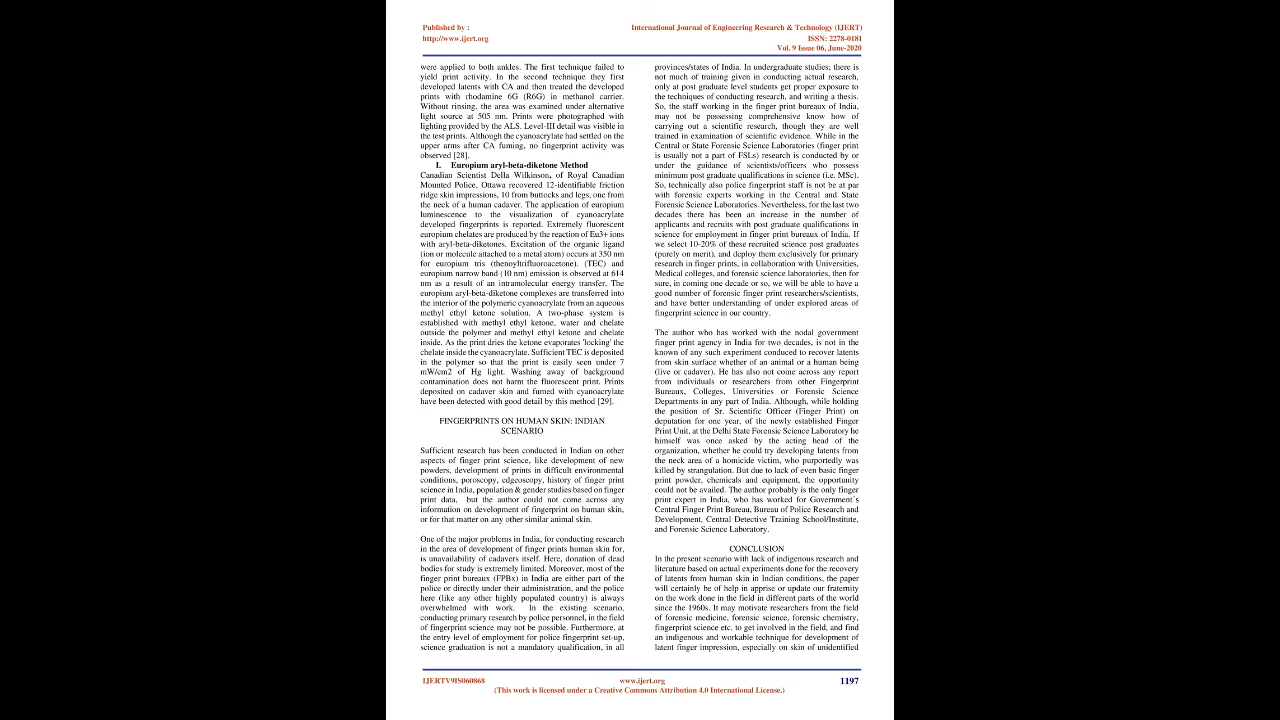 Published by :
http://www.ijert.org
International Journal of Engineering Research & Technology (IJERT)
ISSN: 2278-0181
Vol. 9 Issue 06, June-2020
were applied to both ankles. The first technique failed to
yield print activity. In the second technique they first
developed latents with CA and then treated the developed
prints with rhodamine 6G (R6G) in methanol carrier.
Without rinsing, the area was examined under alternative
light source at 505 nm. Prints were photographed with
lighting provided by the ALS. Level-III detail was visible in
the test prints. Although the cyanoacrylate had settled on the
upper arms after CA fuming, no fingerprint activity was
observed [28].
I. Europium aryl-beta-diketone Method
Canadian Scientist Della Wilkinson, of Royal Canadian
Mounted Police, Ottawa recovered 12-identifiable friction
ridge skin impressions, 10 from buttocks and legs, one from
the neck of a human cadaver. The application of europium
luminescence to the visualization of cyanoacrylate
developed fingerprints is reported. Extremely fluorescent
europium chelates are produced by the reaction of Eu3+ ions
with aryl-beta-diketones. Excitation of the organic ligand
(ion or molecule attached to a metal atom) occurs at 350 nm
for europium tris (thenoyltrifluoroacetone). (TEC) and
europium narrow band (10 nm) emission is observed at 614
nm as a result of an intramolecular energy transfer. The
europium aryl-beta-diketone complexes are transferred into
the interior of the polymeric cyanoacrylate from an aqueous
methyl ethyl ketone solution. A two-phase system is
established with methyl ethyl ketone, water and chelate
outside the polymer and methyl ethyl ketone and chelate
inside. As the print dries the ketone evaporates 'locking' the
chelate inside the cyanoacrylate. Sufficient TEC is deposited
in the polymer so that the print is easily seen under 7
mW/cm2 of Hg light. Washing away of background
contamination does not harm the fluorescent print. Prints
deposited on cadaver skin and fumed with cyanoacrylate
have been detected with good detail by this method [29].
FINGERPRINTS ON HUMAN SKIN: INDIAN
SCENARIO
Sufficient research has been conducted in Indian on other
aspects of finger print science, like development of new
powders, development of prints in difficult environmental
conditions, poroscopy, edgeoscopy, history of finger print
science in India, population & gender studies based on finger
print data, but the author could not come across any
information on development of fingerprint on human skin,
or for that matter on any other similar animal skin.
One of the major problems in India, for conducting research
in the area of development of finger prints human skin for,
is unavailability of cadavers itself. Here, donation of dead
bodies for study is extremely limited. Moreover, most of the
finger print bureaux (FPBx) in India are either part of the
police or directly under their administration, and the police
here (like any other highly populated country) is always
overwhelmed with work. In the existing scenario,
conducting primary research by police personnel, in the field
of fingerprint science may not be possible. Furthermore, at
the entry level of employment for police fingerprint set-up,
science graduation is not a mandatory qualification, in all
provinces/states of India. In undergraduate studies; there is
not much of training given in conducting actual research,
only at post graduate level students get proper exposure to
the techniques of conducting research, and writing a thesis.
So, the staff working in the finger print bureaus of India,
may not be possessing comprehensive know how of
carrying out a scientific research, though they are well
trained in examination of scientific evidence. While in the
Central or State Forensic Science Laboratories (finger print
is usually not a part of FSLs) research is conducted by or
under the guidance of scientists/officers who possess
minimum post graduate qualifications in science (i.e. MSc).
So, technically also police fingerprint staff is not be at par
with forensic experts working in the Central and State
Forensic Science Laboratories. Nevertheless, for the last two
decades there has been an increase in the number of
applicants and recruits with post graduate qualifications in
science for employment in finger print bureaus of India. If
we select 10-20% of these recruited science post graduates
(purely on merit), and deploy them exclusively for primary
research in finger prints, in collaboration with Universities,
Medical colleges, and forensic science laboratories, then for
sure, in coming one decade or so, we will be able to have a
good number of forensic finger print researchers/scientists,
and have better understanding of under explored areas of
fingerprint science in our country.
The author who has worked with the nodal government
finger print agency in India for two decades, is not in the
known of any such experiment conduced to recover latents
from skin surface whether of an animal or a human being
(live or cadaver). He has also not come across any report
from individuals or researchers from other Fingerprint
Bureaux, Colleges, Universities or Forensic Science
Departments in any part of India. Although, while holding
the position of Sr. Scientific Officer (Finger Print) on
deputation for one year, of the newly established Finger
Print Unit, at the Delhi State Forensic Science Laboratory he
himself was once asked by the acting head of the
organization, whether he could try developing latents from
the neck area of a homicide victim, who purportedly was
killed by strangulation. But due to lack of even basic finger
print powder, chemicals and equipment, the opportunity
could not be availed. The author probably is the only finger
print expert in India, who has worked for Government`s
Central Finger Print Bureau, Bureau of Police Research and
Development, Central Detective Training School/Institute,
and Forensic Science Laboratory.
CONCLUSION
In the present scenario with lack of indigenous research and
literature based on actual experiments done for the recovery
of latents from human skin in Indian conditions, the paper
will certainly be of help in apprise or update our fraternity
on the work done in the field in different parts of the world
since the 1960s. It may motivate researchers from the field
of forensic medicine, forensic science, forensic chemistry,
fingerprint science etc. to get involved in the field, and find
an indigenous and workable technique for development of
latent finger impression, especially on skin of unidentified
IJERTV9IS060868
www.ijert.org
1197
(This work is licensed under a Creative Commons Attribution 4.0 International License.)